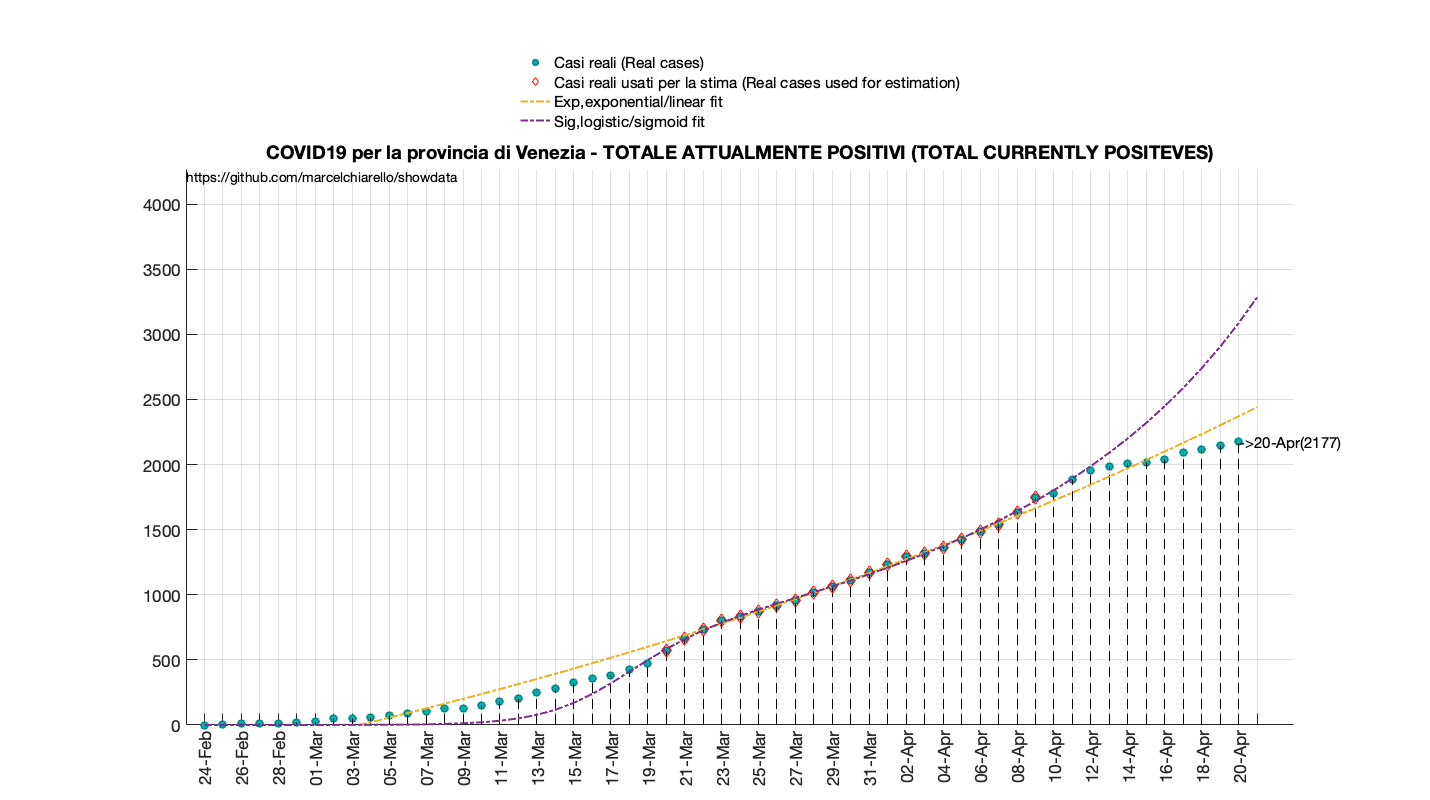 Casi reali (Real cases)
Casi reali usati per la stima (Real cases used for estimation)
Exp,exponential/linear fit
Sig,logistic/sigmoid fit
COVID19 per la provincia di Venezia - TOTALE ATTUALMENTE POSITIVI (TOTAL CURRENTLY POSITEVES)
https://github.com/marcelchiarello/showdata
4000
3500
3000
2500
2000
1500
1000
500
0
->20-Apr(2177)
24-Feb
26-Feb
28-Feb
01-Mar
03-Mar
05-Mar
07-Mar
09-Mar
11-Mar
13-Mar
15-Mar
17-Mar
19-Mar
21-Mar
23-Mar
25-Mar
27-Mar
29-Mar
31-Mar
02-Apr
04-Apr
06-Apr
08-Apr
10-Apr
12-Apr
14-Apr
16-Apr
18-Apr
20-Apr